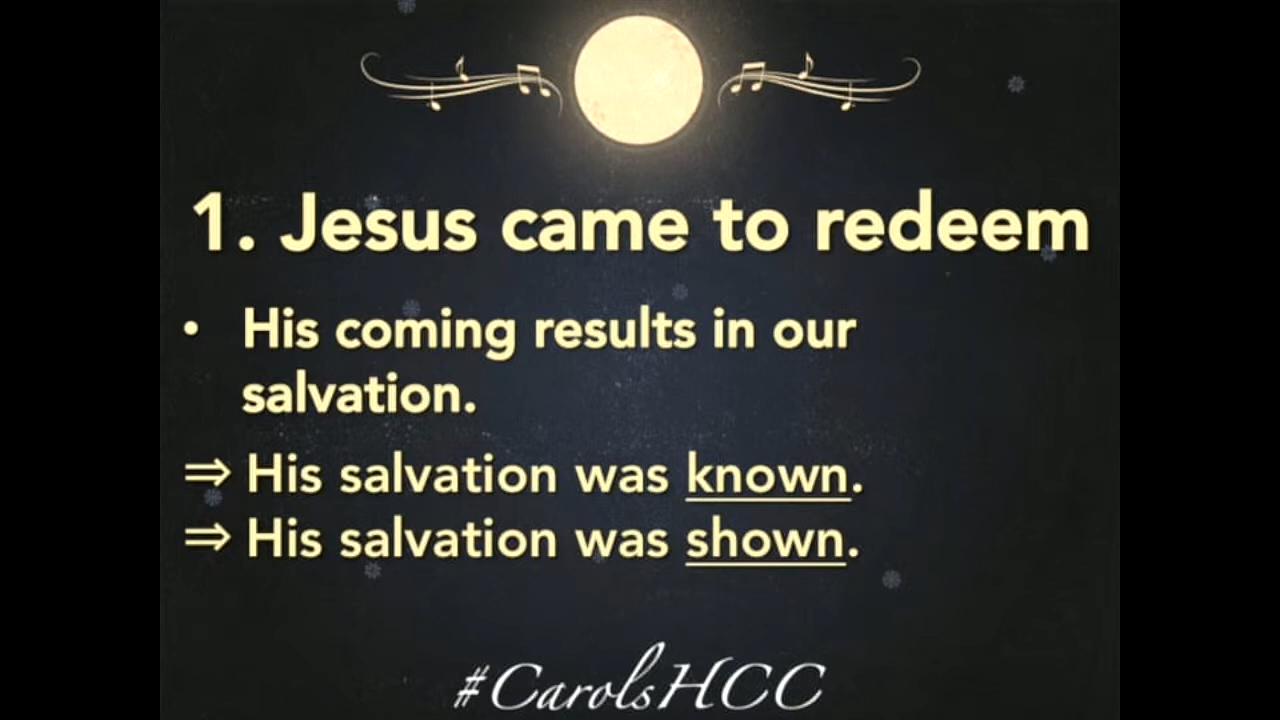 1. Jesus came to redeem
• His coming results in our
salvation.
⇒ His salvation was known.
⇒ His salvation was shown.
#CarolsHCC